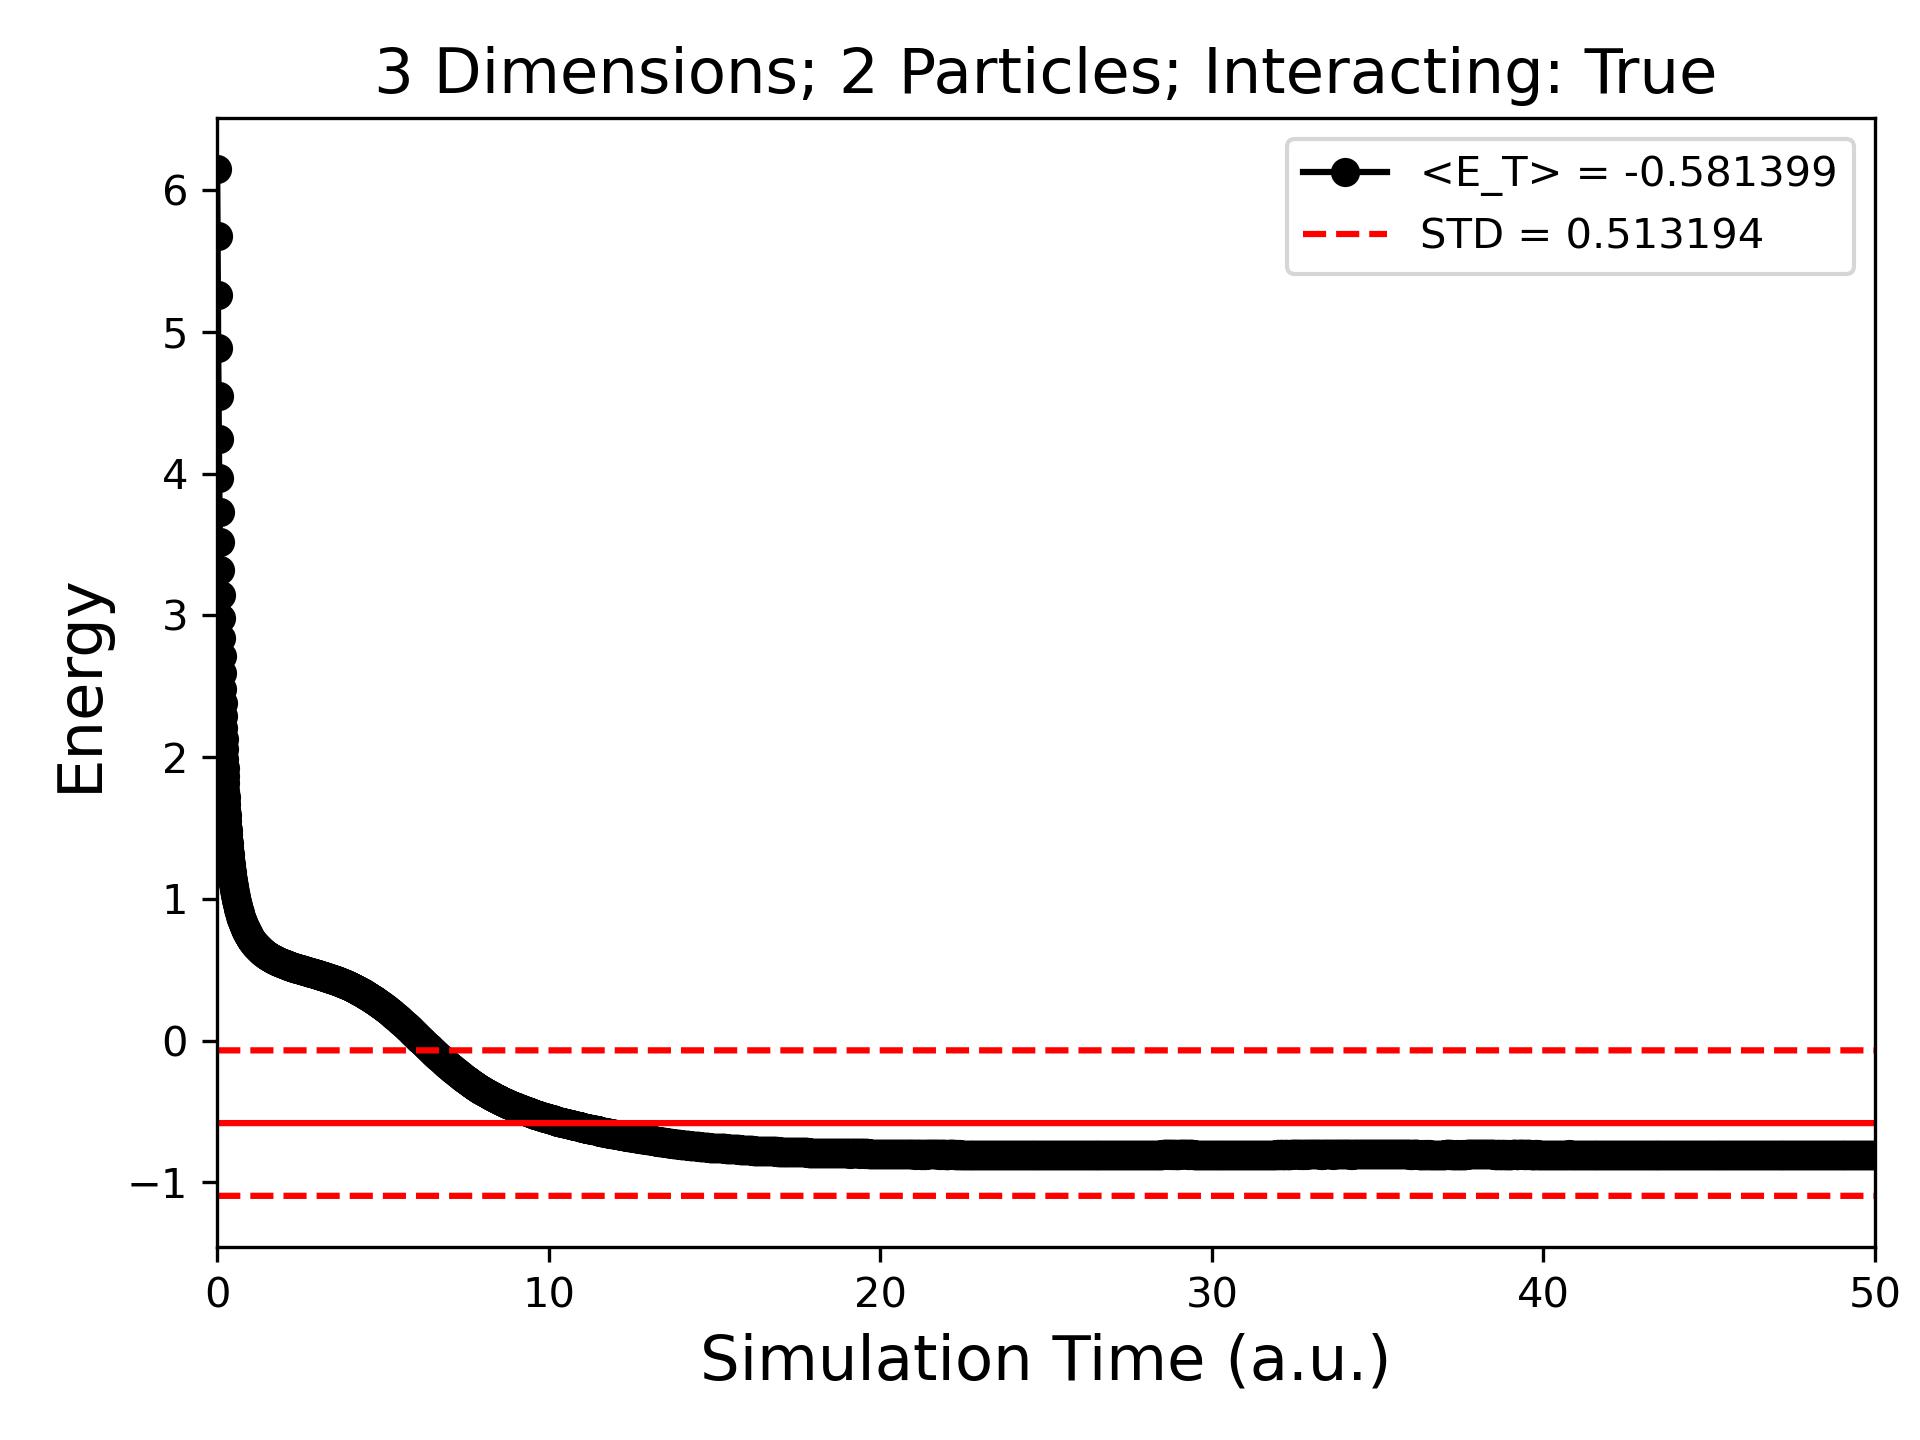 3 Dimensions; 2 Particles; Interacting: True
<E_T> = -0.581399
STD = 0.513194
Energy
6
5
4
3
2
1
0
−1
0 10 20 30 40 50
Simulation Time (a.u.)